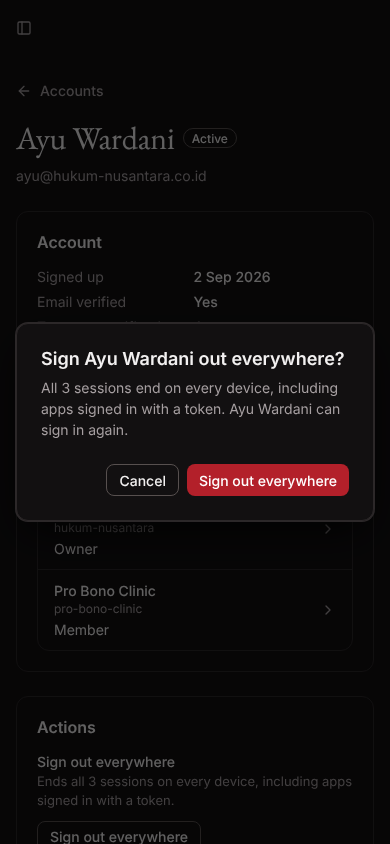 Accounts
Ayu Wardani
Active
ayu@hukum-nusantara.co.id
Account
Signed up
2 Sep 2026
Email verified
Yes
Sign Ayu Wardani out everywhere?
All 3 sessions end on every device, including
apps signed in with a token. Ayu Wardani can
sign in again.
Cancel
Sign out everywhere
hukum-nusantara
Owner
Pro Bono Clinic
pro-bono-clinic
Member
Actions
Sign out everywhere
Ends all 3 sessions on every device, including apps
signed in with a token.
Sign out everywhere